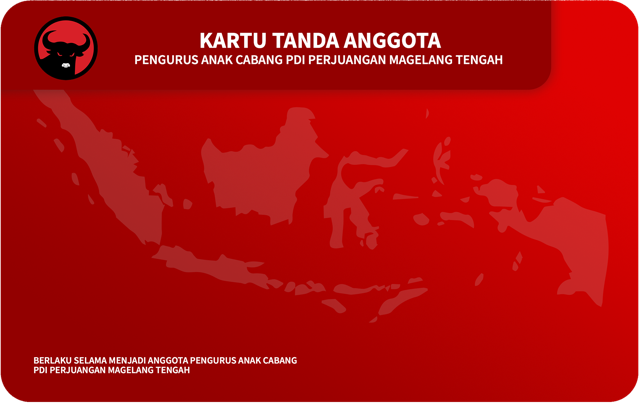 KARTU TANDA ANGGOTA
PENGURUS ANAK CABANG PDI PERJUANGAN MAGELANG TENGAH
BERLAKU SELAMA MENJADI ANGGOTA PENGURUS ANAK CABANG
PDI PERJUANGAN MAGELANG TENGAH